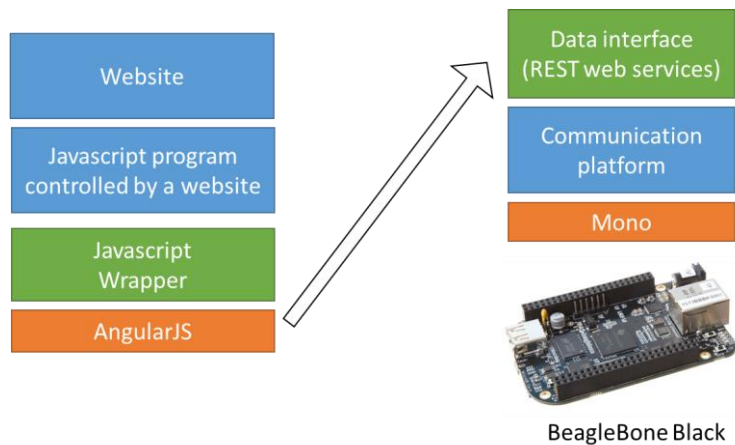 Website
Javascript program
controlled by a website
Javascript
Wrapper
AngularJS
Data interface
(REST web services)
Communication
platform
Mono
BeagleBone Black